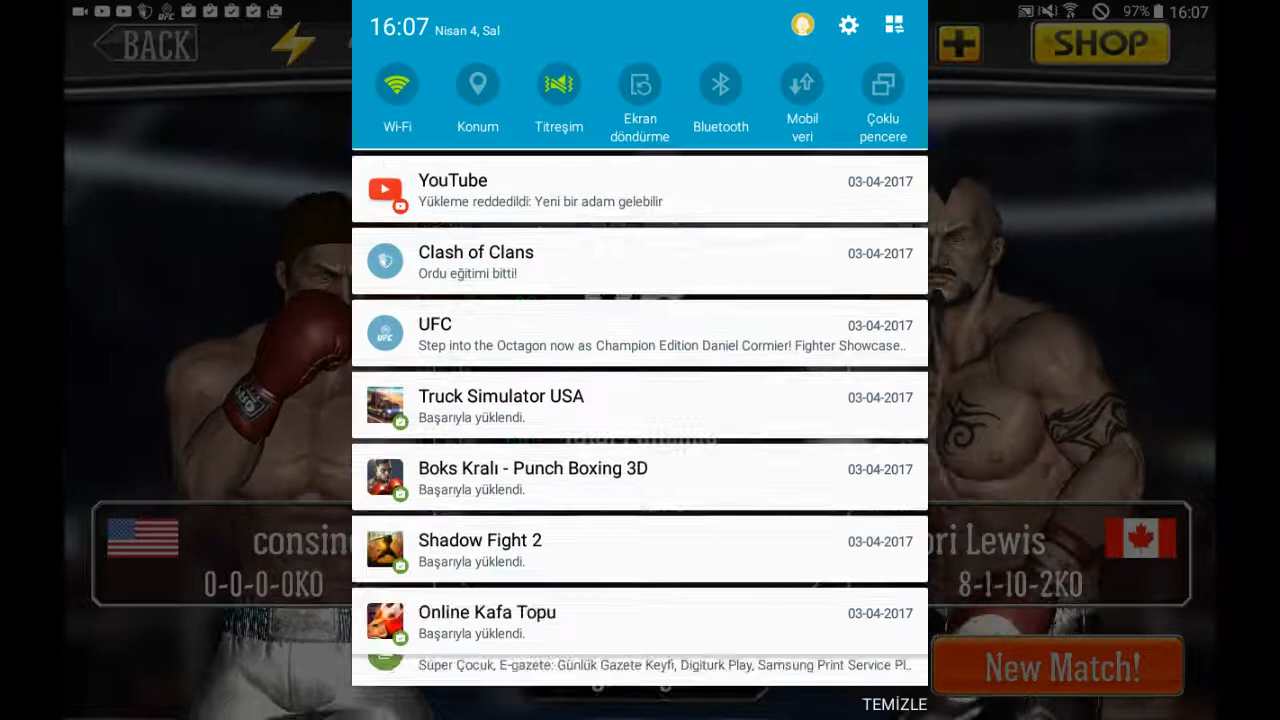 97% 16:07
16:07 Nisan 4, Sal
BACK
SHOP
Wi-Fi
Konum
Titreşim
Ekran
döndürme
Bluetooth
Mobil
veri
Çoklu
pencere
YouTube 03-04-2017
Yükleme reddedildi: Yeni bir adam gelebilir
Clash of Clans 03-04-2017
Ordu eğitimi bitti!
UFC 03-04-2017
Step into the Octagon now as Champion Edition Daniel Cormier! Fighter Showcase..
Truck Simulator USA 03-04-2017
Başarıyla yüklendi.
Boks Kralı - Punch Boxing 3D 03-04-2017
Başarıyla yüklendi.
Shadow Fight 2 03-04-2017
Başarıyla yüklendi.
consin
ori Lewis
0-0-0-0KO
8-1-10-2KO
Online Kafa Topu 03-04-2017
Başarıyla yüklendi.
Süper Çocuk, E-gazete: Günlük Gazete Keyfi, Digiturk Play, Samsung Print Service Pl..
New Match!
TEMİZLE